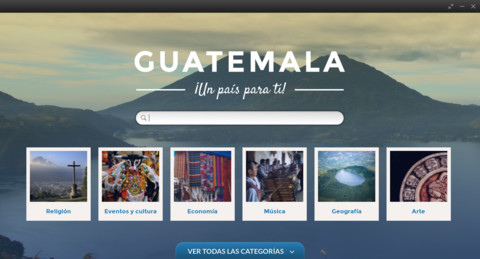 GUATEMALA
¡Un país para ti!
Religión
Eventos y cultura
Economía
Música
Geografía
Arte
VER TODAS LAS CATEGORÍAS